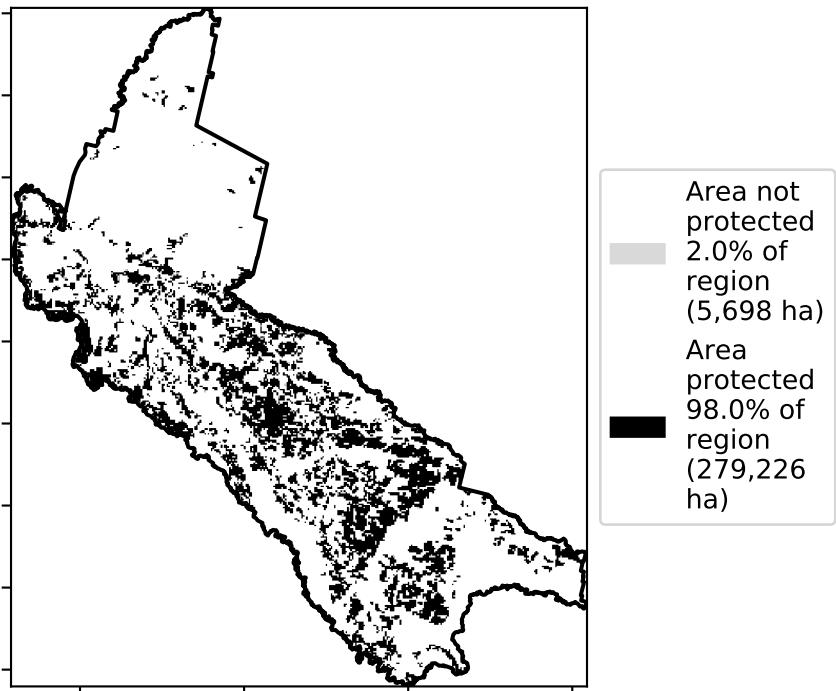 Area not
protected
2.0% of
region
(5,698 ha)
Area
protected
98.0% of
region
(279,226
ha)